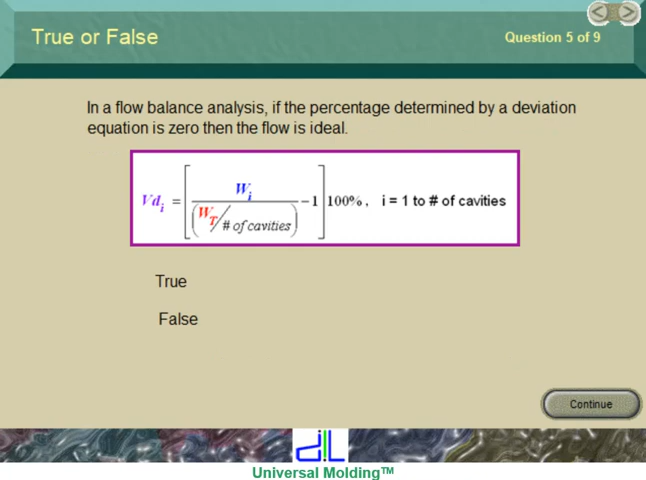 True or False
Question 5 of 9
In a flow balance analysis, if the percentage determined by a deviation
equation is zero then the flow is ideal.
Vd_i = [ W_i / (W_T / # of cavities) − 1 ] 100% , i = 1 to # of cavities
True
False
Continue
diL
Universal Molding™